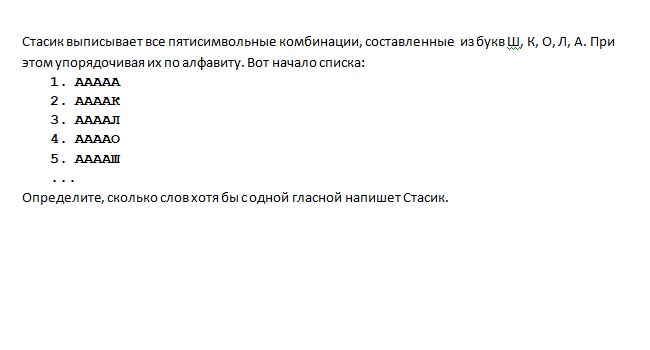 Стасик выписывает все пятисимвольные комбинации, составленные из букв Ш, К, О, Л, А. При
этом упорядочивая их по алфавиту. Вот начало списка:
1. ААААА
2. ААААК
3. ААААЛ
4. ААААО
5. ААААШ
...
Определите, сколько слов хотя бы с одной гласной напишет Стасик.